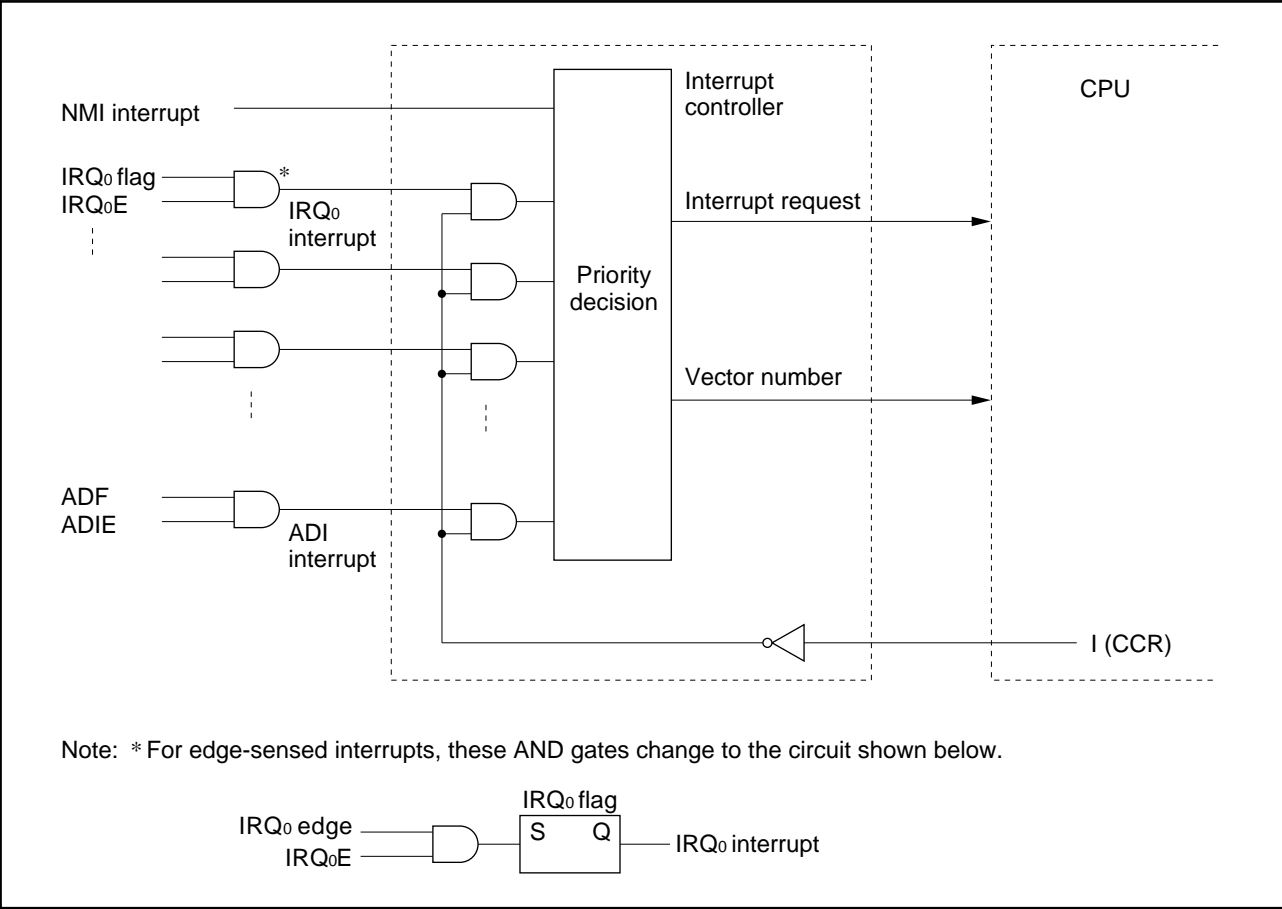 NMI interrupt
IRQ₀ flag
IRQ₀E
*
IRQ₀
interrupt
Interrupt
controller
CPU
Interrupt request
Priority
decision
Vector number
ADF
ADIE
ADI
interrupt
I (CCR)
Note: * For edge-sensed interrupts, these AND gates change to the circuit shown below.
IRQ₀ flag
IRQ₀ edge
IRQ₀E
S Q
IRQ₀ interrupt